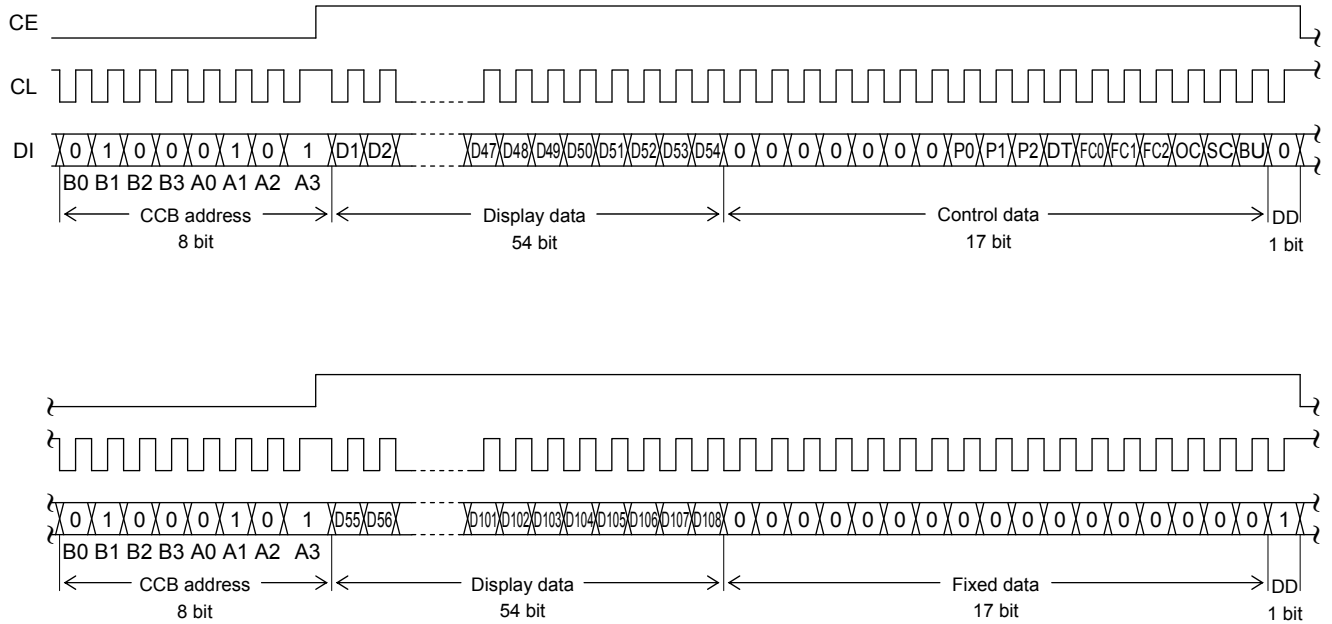 CE
CL
DI 0 1 0 0 0 1 0 1 D1 D2 D47 D48 D49 D50 D51 D52 D53 D54 0 0 0 0 0 0 0 P0 P1 P2 DT FC0 FC1 FC2 OC SC BU 0
B0 B1 B2 B3 A0 A1 A2 A3
CCB address Display data Control data DD
8 bit 54 bit 17 bit 1 bit
0 1 0 0 0 1 0 1 D55 D56 D101 D102 D103 D104 D105 D106 D107 D108 0 0 0 0 0 0 0 0 0 0 0 0 0 0 0 0 0 1
B0 B1 B2 B3 A0 A1 A2 A3
CCB address Display data Fixed data DD
8 bit 54 bit 17 bit 1 bit